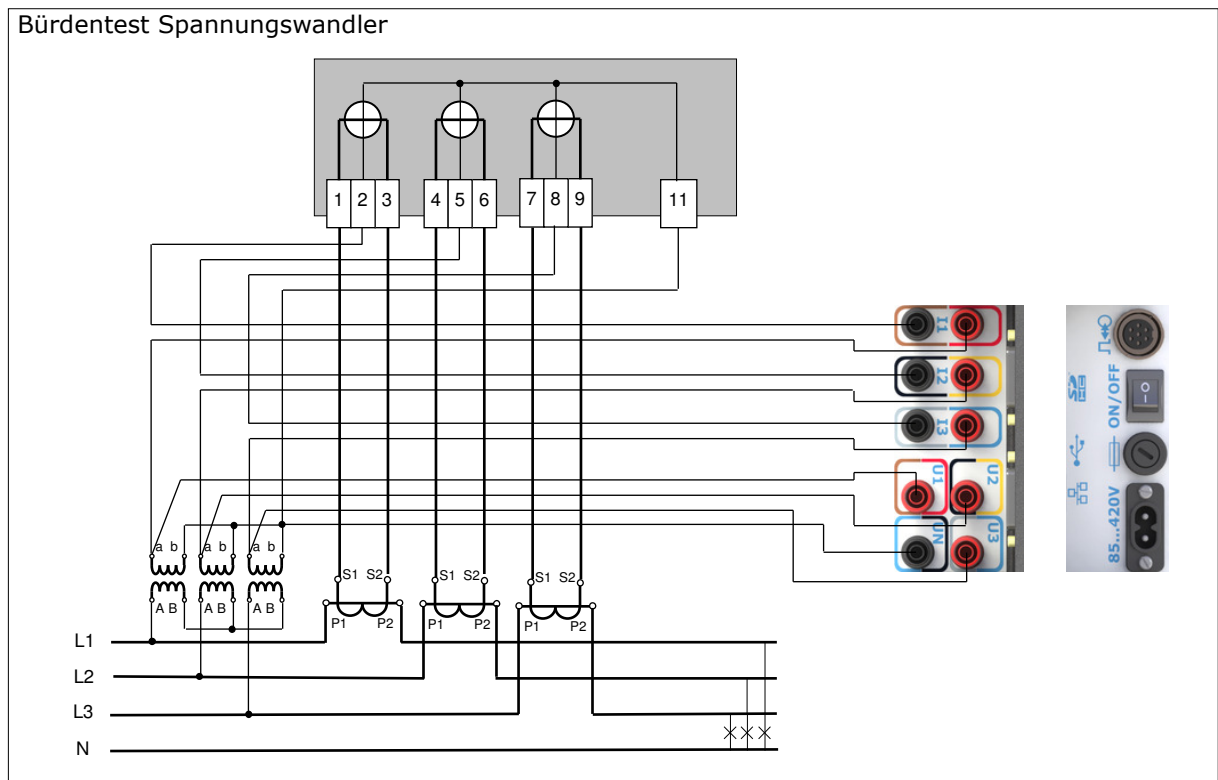 Bürdentest Spannungswandler
1 2 3 4 5 6 7 8 9 11
I1
I2
I3
U1 U2
UN U3
ON/OFF
85...420V
a b a b a b
A B A B A B
S1 S2 S1 S2 S1 S2
P1 P2 P1 P2 P1 P2
L1
L2
L3
N